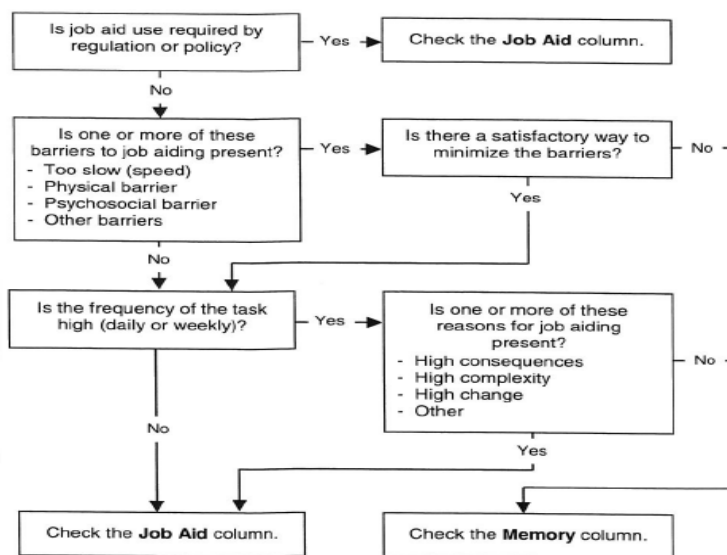 Is job aid use required by
regulation or policy?
Yes
Check the Job Aid column.
No
Is one or more of these
barriers to job aiding present?
- Too slow (speed)
- Physical barrier
- Psychosocial barrier
- Other barriers
Yes
Is there a satisfactory way to
minimize the barriers?
No
Yes
No
Is the frequency of the task
high (daily or weekly)?
Yes
Is one or more of these
reasons for job aiding
present?
- High consequences
- High complexity
- High change
- Other
No
No
Yes
Check the Job Aid column.
Check the Memory column.